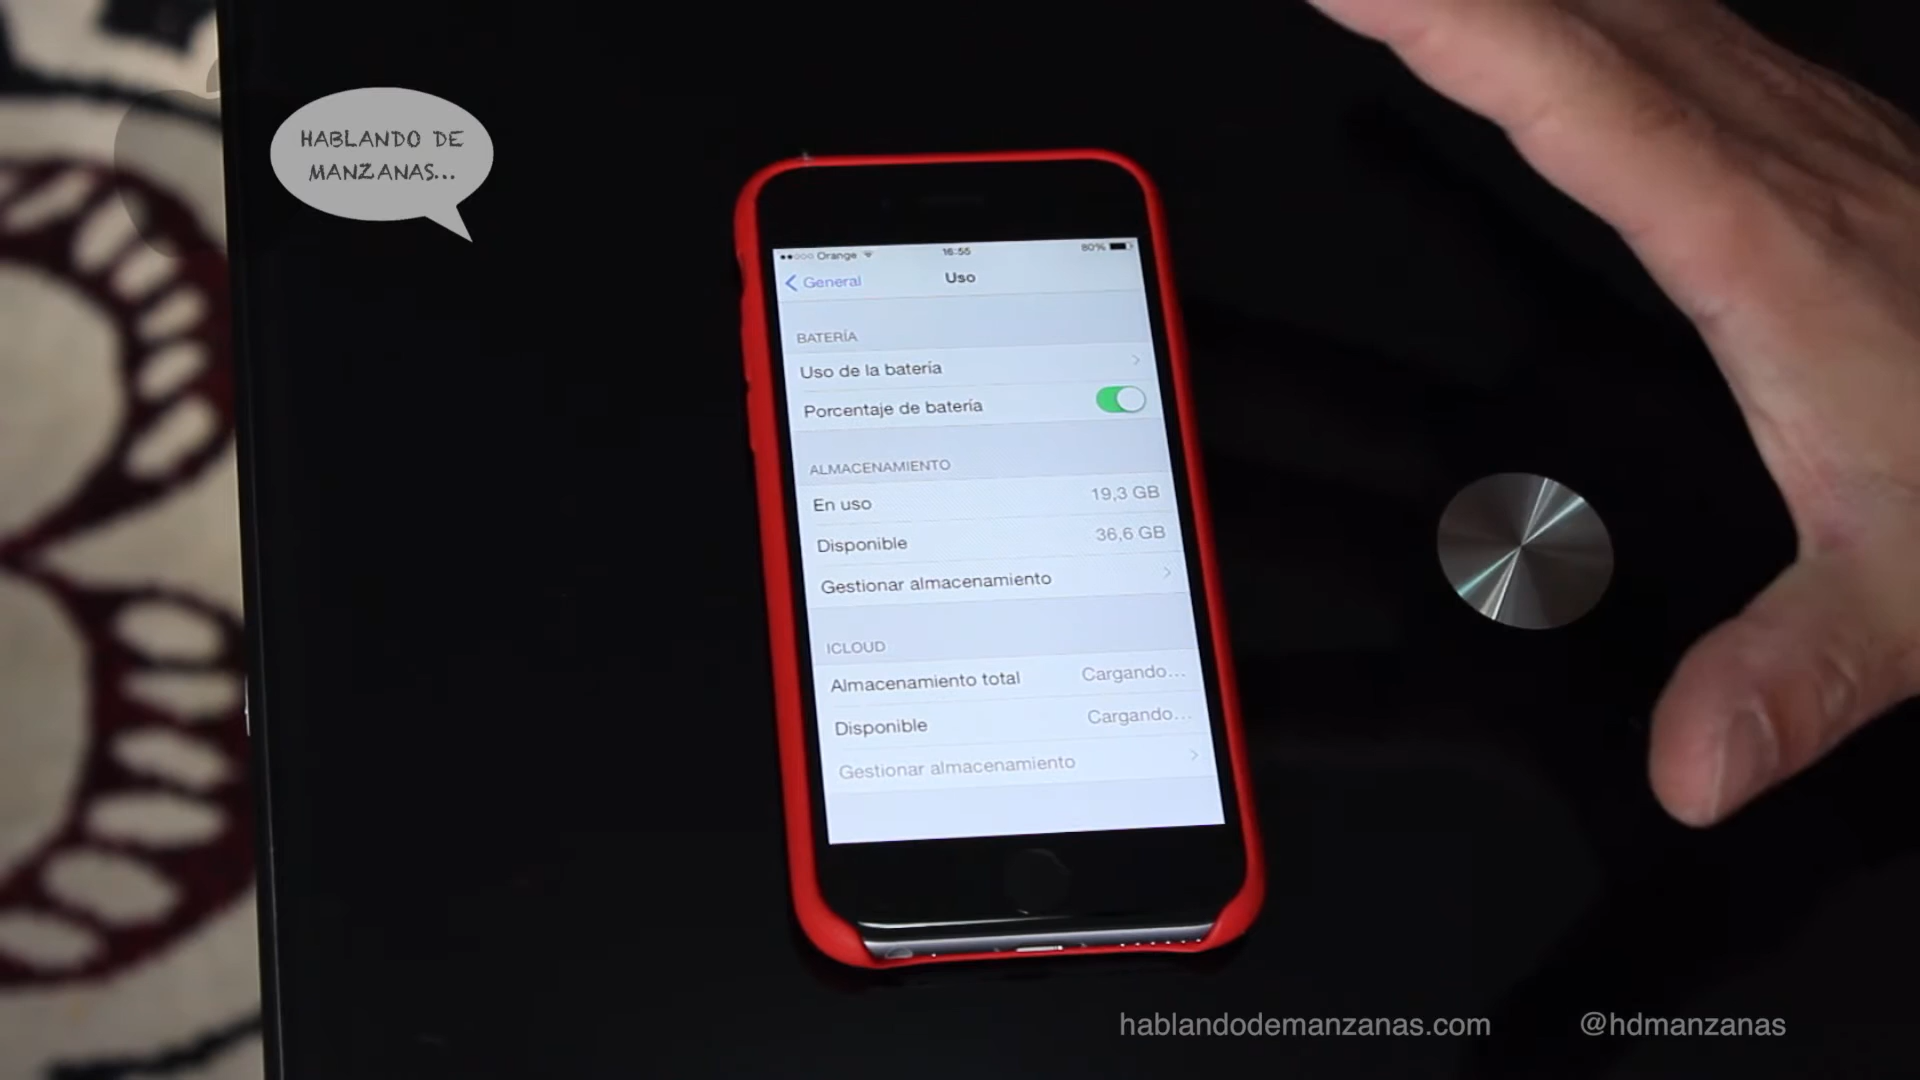 HABLANDO DE
MANZANAS...
Orange 16:55 80%
General Uso
BATERÍA
Uso de la batería
Porcentaje de batería
ALMACENAMIENTO
En uso 19,3 GB
Disponible 36,6 GB
Gestionar almacenamiento
ICLOUD
Almacenamiento total Cargando...
Disponible Cargando...
Gestionar almacenamiento
hablandodemanzanas.com @hdmanzanas